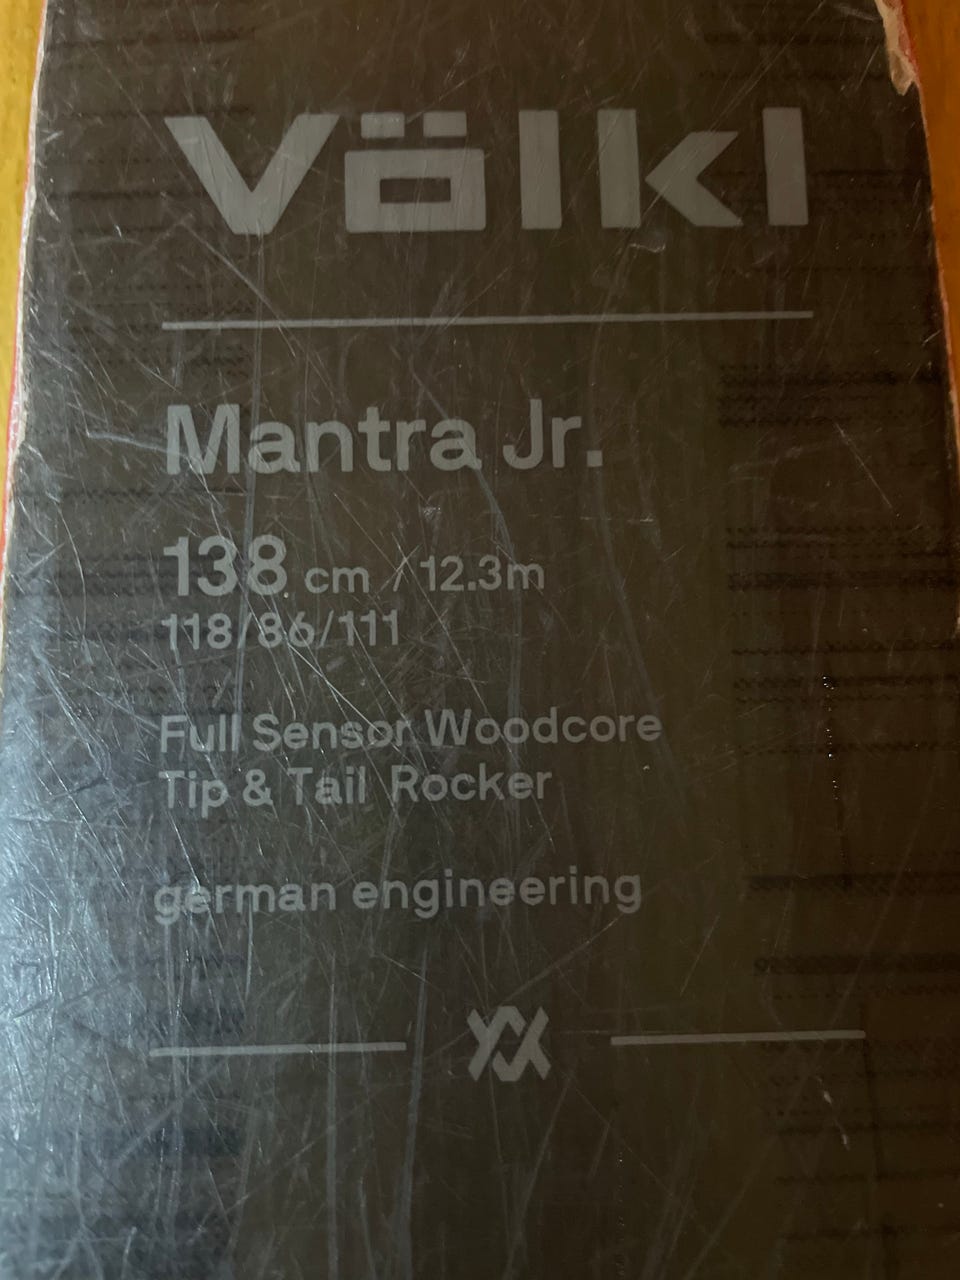 Völkl
Mantra Jr.
138 cm / 12.3m
118/86/111
Full Sensor Woodcore
Tip & Tail Rocker
german engineering